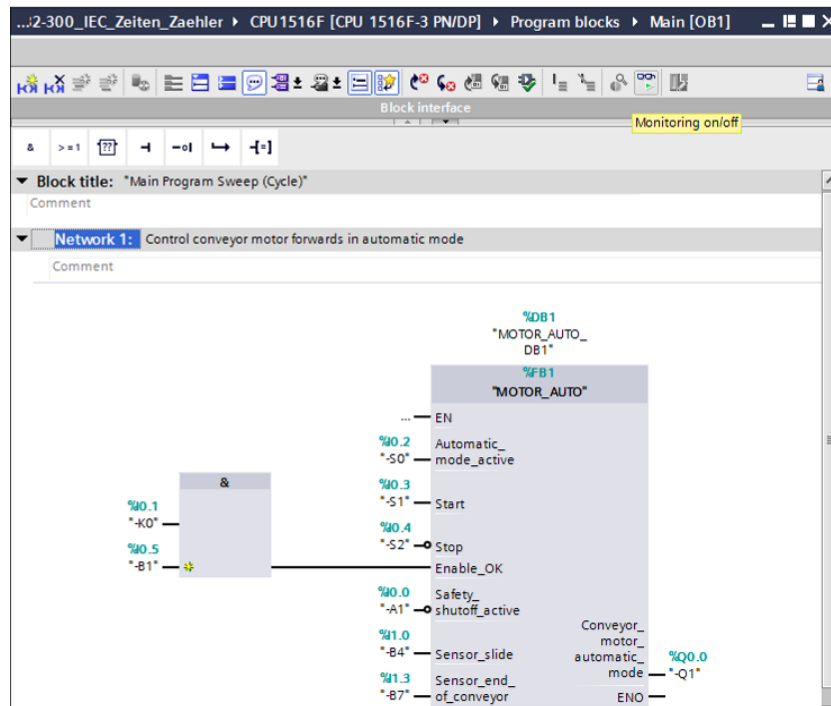 ...32-300_IEC_Zeiten_Zaehler ▸ CPU1516F [CPU 1516F-3 PN/DP] ▸ Program blocks ▸ Main [OB1]
Block interface
Monitoring on/off
& >=1 ??
Block title: "Main Program Sweep (Cycle)"
Comment
Network 1: Control conveyor motor forwards in automatic mode
Comment
%DB1
"MOTOR_AUTO_
DB1"
%FB1
"MOTOR_AUTO"
... EN
%I0.2
"-S0"
Automatic_
mode_active
%I0.3
"-S1"
Start
%I0.4
"-S2"
Stop
&
%I0.1
"-K0"
%I0.5
"-B1"
Enable_OK
%I0.0
"-A1"
Safety_
shutoff_active
%I1.0
"-B4"
Sensor_slide
%I1.3
"-B7"
Sensor_end_
of_conveyor
Conveyor_
motor_
automatic_
mode
%Q0.0
"-Q1"
ENO